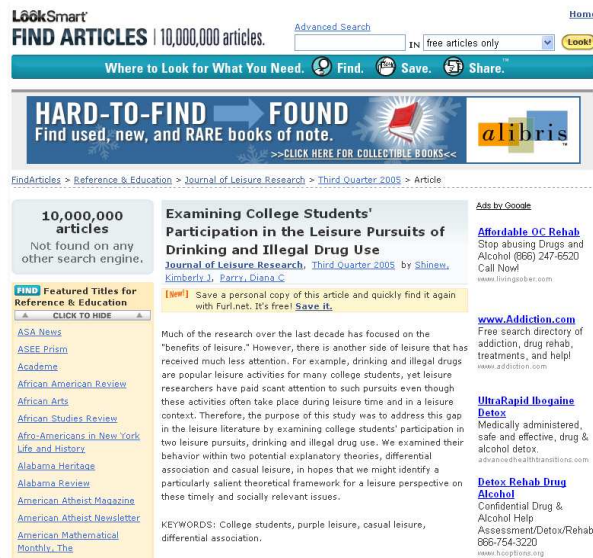 LookSmart
FIND ARTICLES | 10,000,000 articles.
Advanced Search
Home
IN free articles only
Look!
Where to Look for What You Need. Find. Save. Share.™
HARD-TO-FIND FOUND
Find used, new, and RARE books of note.
>>CLICK HERE FOR COLLECTIBLE BOOKS<<
alibris™
FindArticles > Reference & Education > Journal of Leisure Research > Third Quarter 2005 > Article
10,000,000
articles
Not found on any
other search engine.
FIND Featured Titles for
Reference & Education
CLICK TO HIDE
ASA News
ASEE Prism
Academe
African American Review
African Arts
African Studies Review
Afro-Americans in New York
Life and History
Alabama Heritage
Alabama Review
American Atheist Magazine
American Atheist Newsletter
American Mathematical
Monthly, The
Examining College Students'
Participation in the Leisure Pursuits of
Drinking and Illegal Drug Use
Journal of Leisure Research, Third Quarter 2005 by Shinew,
Kimberly J, Parry, Diana C
[New!] Save a personal copy of this article and quickly find it again
with Furl.net. It's free! Save it.
Much of the research over the last decade has focused on the
"benefits of leisure." However, there is another side of leisure that has
received much less attention. For example, drinking and illegal drugs
are popular leisure activities for many college students, yet leisure
researchers have paid scant attention to such pursuits even though
these activities often take place during leisure time and in a leisure
context. Therefore, the purpose of this study was to address this gap
in the leisure literature by examining college students' participation in
two leisure pursuits, drinking and illegal drug use. We examined their
behavior within two potential explanatory theories, differential
association and casual leisure, in hopes that we might identify a
particularly salient theoretical framework for a leisure perspective on
these timely and socially relevant issues.
KEYWORDS: College students, purple leisure, casual leisure,
differential association.
Ads by Google
Affordable OC Rehab
Stop abusing Drugs and
Alcohol (866) 247-6520
Call Now!
www.livingsober.com
www.Addiction.com
Free search directory of
addiction, drug rehab,
treatments, and help!
www.addiction.com
UltraRapid Ibogaine
Detox
Medically administered,
safe and effective, drug &
alcohol detox.
advancedhealthtransitions.com
Detox Rehab Drug
Alcohol
Confidential Drug &
Alcohol Help
Assessment/Detox/Rehab
866-754-3220
www.hcoptions.org